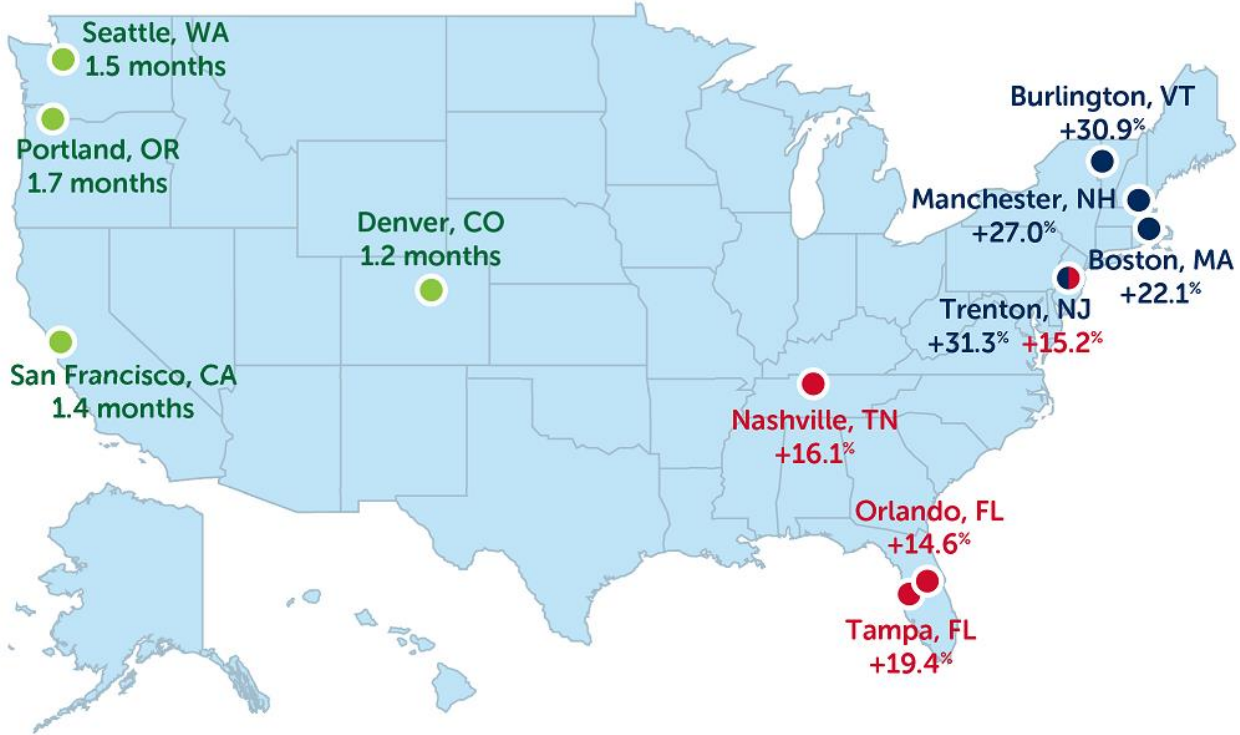 Seattle, WA
1.5 months
Portland, OR
1.7 months
Denver, CO
1.2 months
San Francisco, CA
1.4 months
Burlington, VT
+30.9%
Manchester, NH
+27.0%
Boston, MA
+22.1%
Trenton, NJ
+31.3% +15.2%
Nashville, TN
+16.1%
Orlando, FL
+14.6%
Tampa, FL
+19.4%